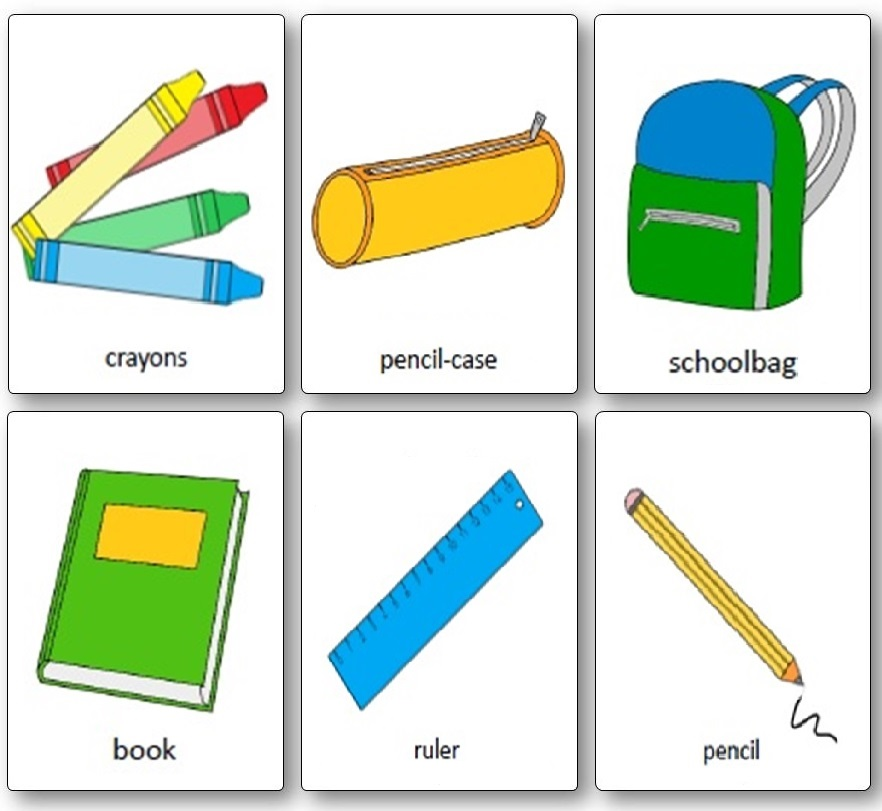 crayons
pencil-case
schoolbag
book
ruler
pencil